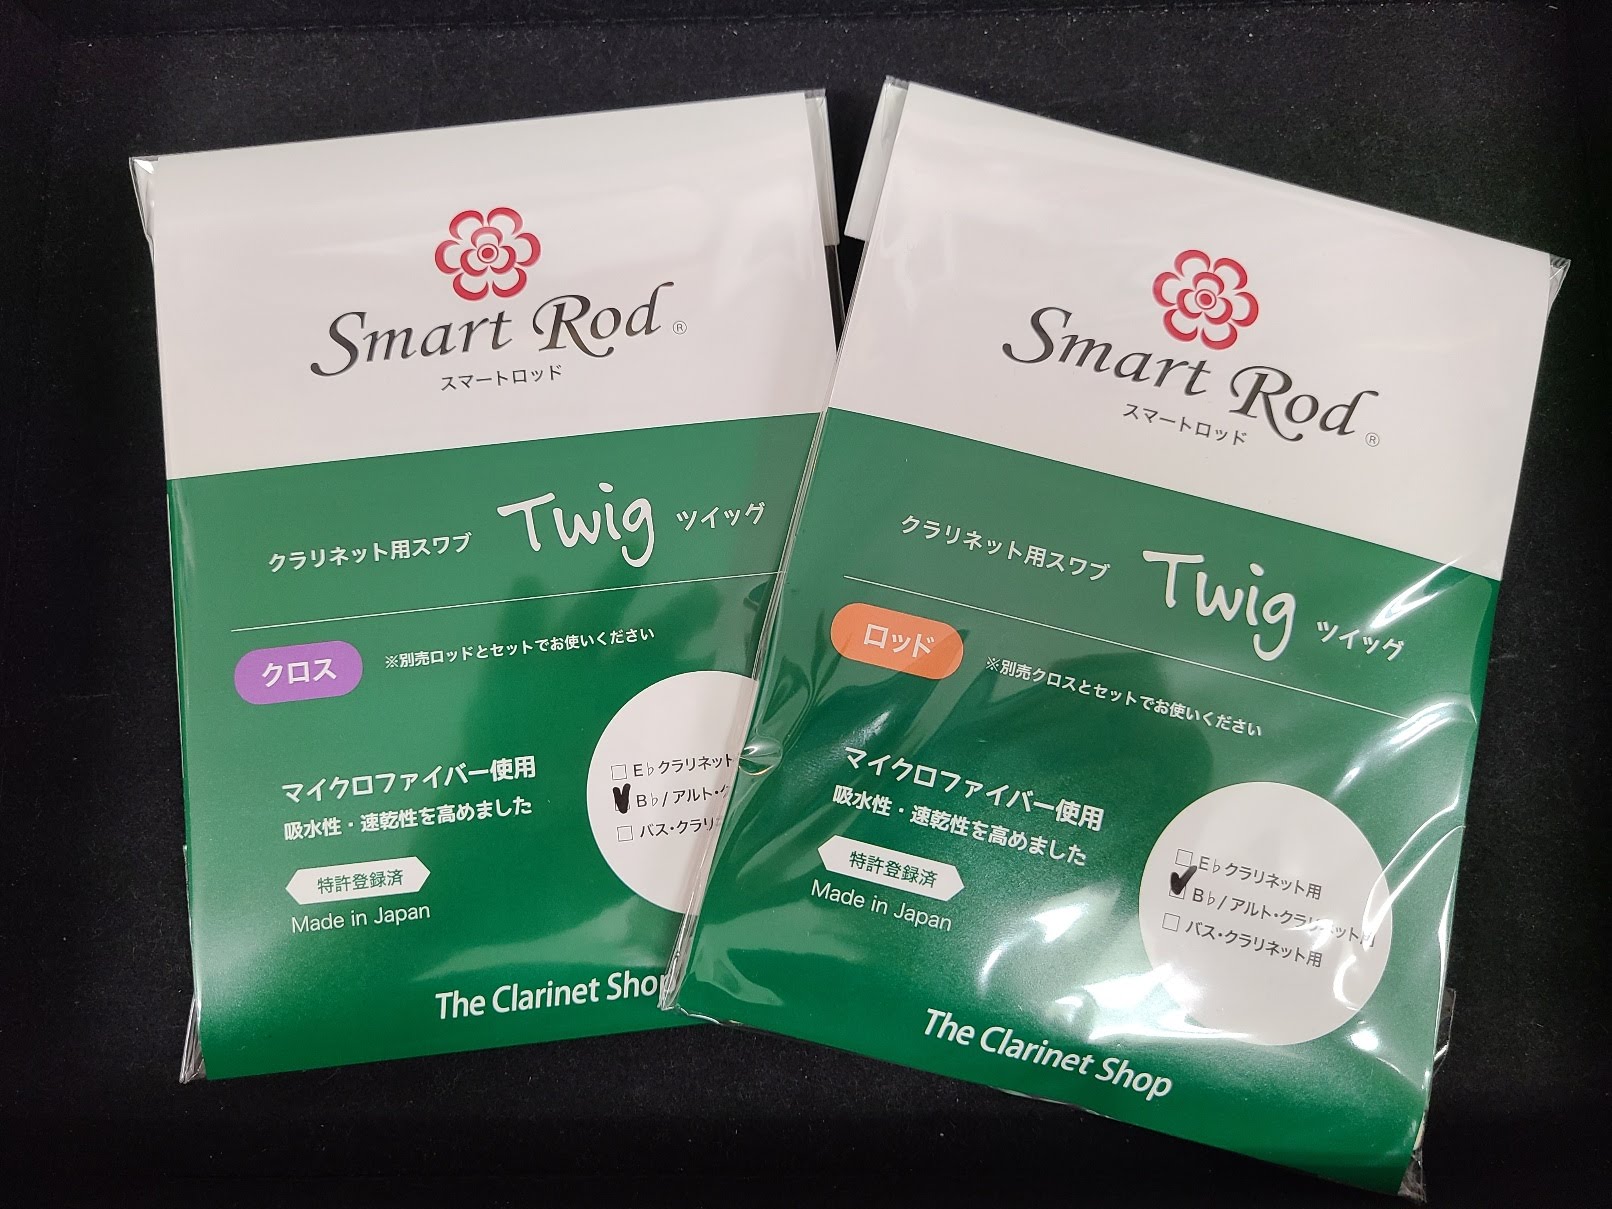 Smart Rod®
スマートロッド
クラリネット用スワブ Twig ツイッグ
クロス ※別売ロッドとセットでお使いください
マイクロファイバー使用
吸水性・速乾性を高めました
特許登録済
Made in Japan
□E♭クラリネット
B♭/アルト・ク
□バス・クラリ
The Clarinet Shop
Smart Rod®
スマートロッド
クラリネット用スワブ Twig ツイッグ
ロッド ※別売クロスとセットでお使いください
マイクロファイバー使用
吸水性・速乾性を高めました
特許登録済
Made in Japan
□E♭クラリネット用
☑B♭/アルト・クラリネット用
□バス・クラリネット用
The Clarinet Shop